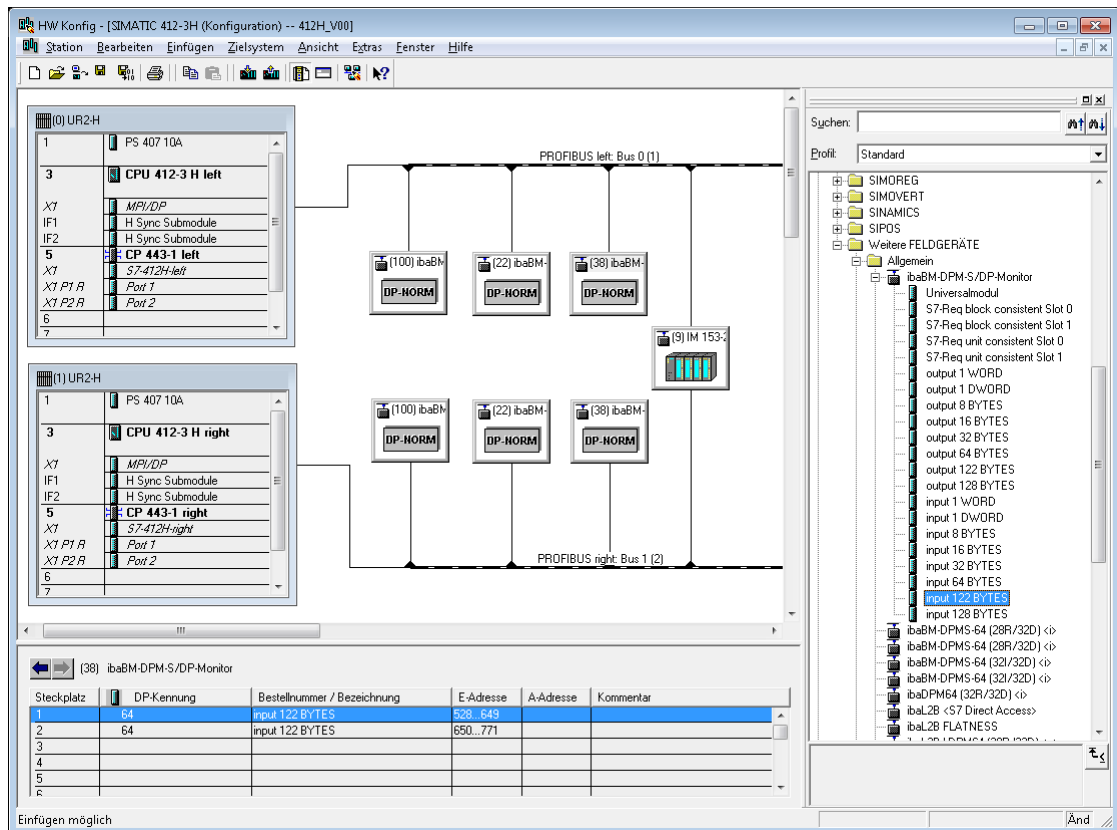 HW Konfig - [SIMATIC 412-3H (Konfiguration) -- 412H_V00]
Station Bearbeiten Einfügen Zielsystem Ansicht Extras Fenster Hilfe
(0) UR2-H
1 PS 407 10A
3 CPU 412-3 H left
X1 MPI/DP
IF1 H Sync Submodule
IF2 H Sync Submodule
5 CP 443-1 left
X1 S7-412H-left
X1 P1 R Port 1
X1 P2 R Port 2
6
7
(1) UR2-H
1 PS 407 10A
3 CPU 412-3 H right
X1 MPI/DP
IF1 H Sync Submodule
IF2 H Sync Submodule
5 CP 443-1 right
X1 S7-412H-right
X1 P1 R Port 1
X1 P2 R Port 2
6
7
PROFIBUS left: Bus 0 (1)
(100) ibaBM
DP-NORM
(22) ibaBM-
DP-NORM
(38) ibaBM-
DP-NORM
(9) IM 153-2
(100) ibaBM
DP-NORM
(22) ibaBM-
DP-NORM
(38) ibaBM-
DP-NORM
PROFIBUS right: Bus 1 (2)
Suchen:
Profil: Standard
SIMOREG
SIMOVERT
SINAMICS
SIPOS
Weitere FELDGERÄTE
Allgemein
ibaBM-DPM-S/DP-Monitor
Universalmodul
S7-Req block consistent Slot 0
S7-Req block consistent Slot 1
S7-Req unit consistent Slot 0
S7-Req unit consistent Slot 1
output 1 WORD
output 1 DWORD
output 8 BYTES
output 16 BYTES
output 32 BYTES
output 64 BYTES
output 122 BYTES
output 128 BYTES
input 1 WORD
input 1 DWORD
input 8 BYTES
input 16 BYTES
input 32 BYTES
input 64 BYTES
input 122 BYTES
input 128 BYTES
ibaBM-DPMS-64 (28R/32D) <i>
ibaBM-DPMS-64 (28R/32D) <i>
ibaBM-DPMS-64 (32I/32D) <i>
ibaBM-DPMS-64 (32I/32D) <i>
ibaDPM64 (32R/32D) <i>
ibaL2B <S7 Direct Access>
ibaL2B FLATNESS
(38) ibaBM-DPM-S/DP-Monitor
Steckplatz DP-Kennung Bestellnummer / Bezeichnung E-Adresse A-Adresse Kommentar
1 64 input 122 BYTES 528...649
2 64 input 122 BYTES 650...771
3
4
5
6
Einfügen möglich
Änd